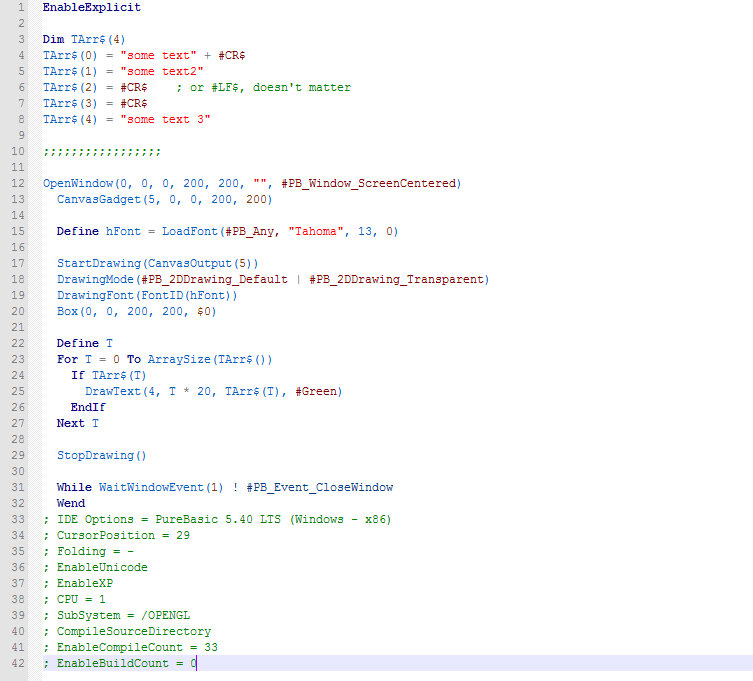 1 EnableExplicit
2
3 Dim TArr$(4)
4 TArr$(0) = "some text" + #CR$
5 TArr$(1) = "some text2"
6 TArr$(2) = #CR$    ; or #LF$, doesn't matter
7 TArr$(3) = #CR$
8 TArr$(4) = "some text 3"
9
10 ;;;;;;;;;;;;;;;;;
11
12 OpenWindow(0, 0, 0, 200, 200, "", #PB_Window_ScreenCentered)
13   CanvasGadget(5, 0, 0, 200, 200)
14
15   Define hFont = LoadFont(#PB_Any, "Tahoma", 13, 0)
16
17   StartDrawing(CanvasOutput(5))
18   DrawingMode(#PB_2DDrawing_Default | #PB_2DDrawing_Transparent)
19   DrawingFont(FontID(hFont))
20   Box(0, 0, 200, 200, $0)
21
22   Define T
23   For T = 0 To ArraySize(TArr$())
24     If TArr$(T)
25       DrawText(4, T * 20, TArr$(T), #Green)
26     EndIf
27   Next T
28
29   StopDrawing()
30
31   While WaitWindowEvent(1) ! #PB_Event_CloseWindow
32   Wend
33 ; IDE Options = PureBasic 5.40 LTS (Windows - x86)
34 ; CursorPosition = 29
35 ; Folding = -
36 ; EnableUnicode
37 ; EnableXP
38 ; CPU = 1
39 ; SubSystem = /OPENGL
40 ; CompileSourceDirectory
41 ; EnableCompileCount = 33
42 ; EnableBuildCount = 0